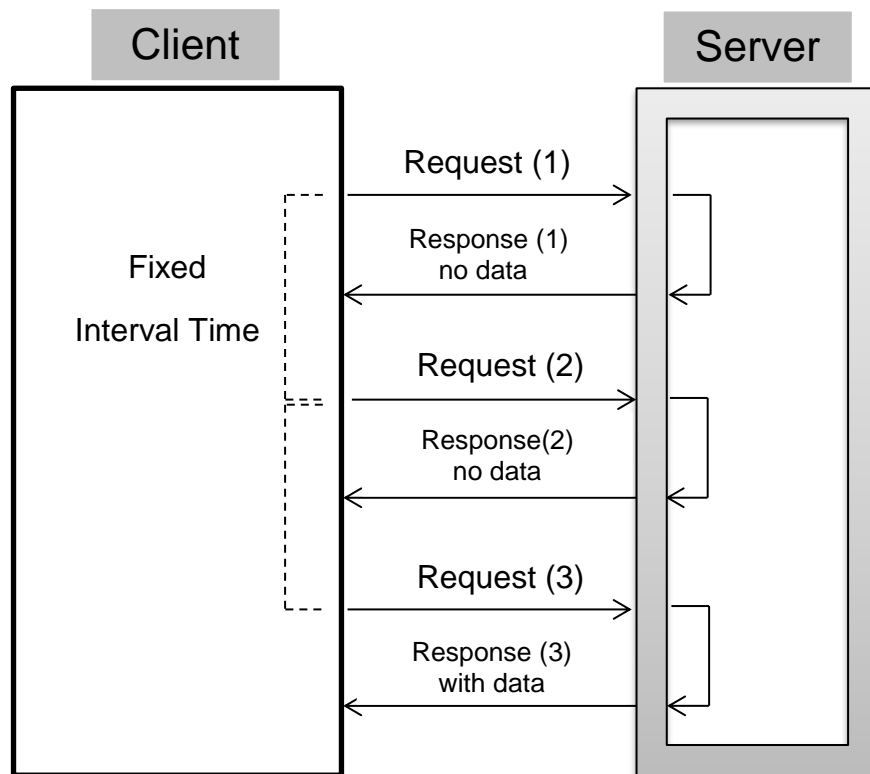 Client
Server
Request (1)
Response (1)
no data
Fixed
Interval Time
Request (2)
Response(2)
no data
Request (3)
Response (3)
with data